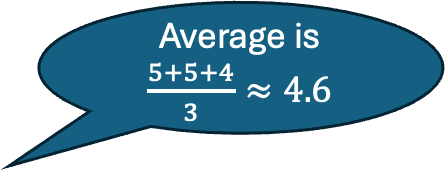 Average is
(5+5+4)/3 ≈ 4.6